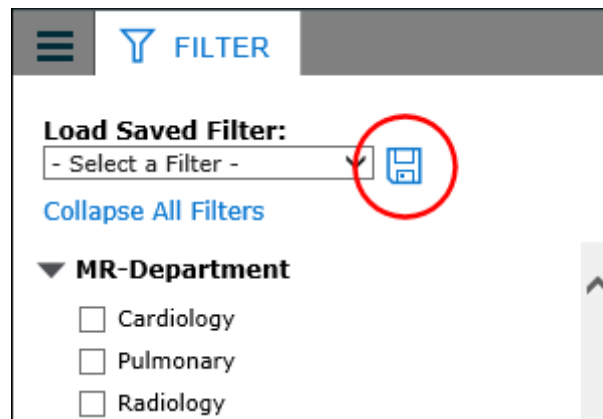 FILTER
Load Saved Filter:
- Select a Filter -
Collapse All Filters
MR-Department
Cardiology
Pulmonary
Radiology